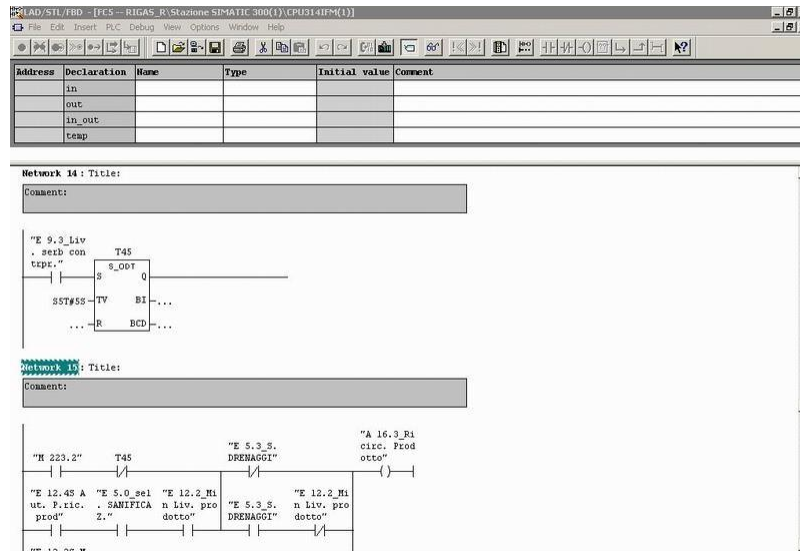 LAD/STL/FBD - [FC5 -- RIGAS_R\Stazione SIMATIC 300(1)\CPU314IFM(1)]
File Edit Insert PLC Debug View Options Window Help
Address Declaration Name Type Initial value Comment
in
out
in_out
temp
Network 14 : Title:
Comment:
"E 9.3_Liv
. serb con
trpr."
T45
S_ODT
S Q
S5T#5S TV BI ...
... R BCD ...
Network 15 : Title:
Comment:
"M 223.2" T45
"E 5.3_S.
DRENAGGI"
"A 16.3_Ri
circ. Prod
otto"
"E 12.4S A
ut. P.ric.
prod"
"E 5.0_sel
. SANIFICA
Z."
"E 12.2_Mi
n Liv. pro
dotto"
"E 5.3_S.
DRENAGGI"
"E 12.2_Mi
n Liv. pro
dotto"